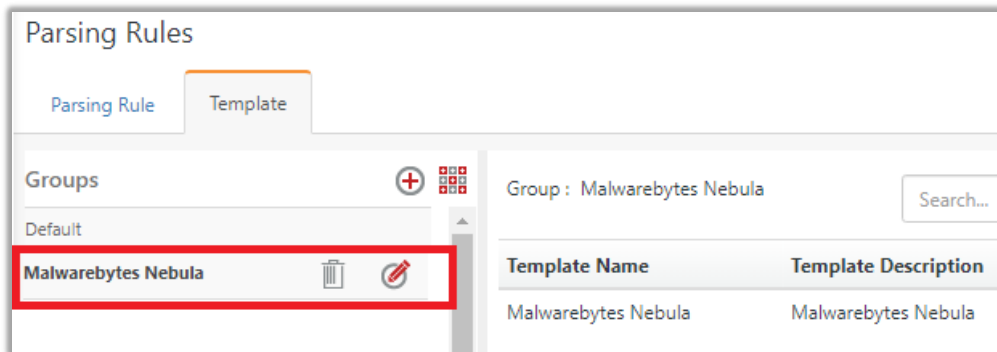 Parsing Rules
Parsing Rule
Template
Groups
Default
Malwarebytes Nebula
Group : Malwarebytes Nebula
Search...
Template Name Template Description
Malwarebytes Nebula Malwarebytes Nebula